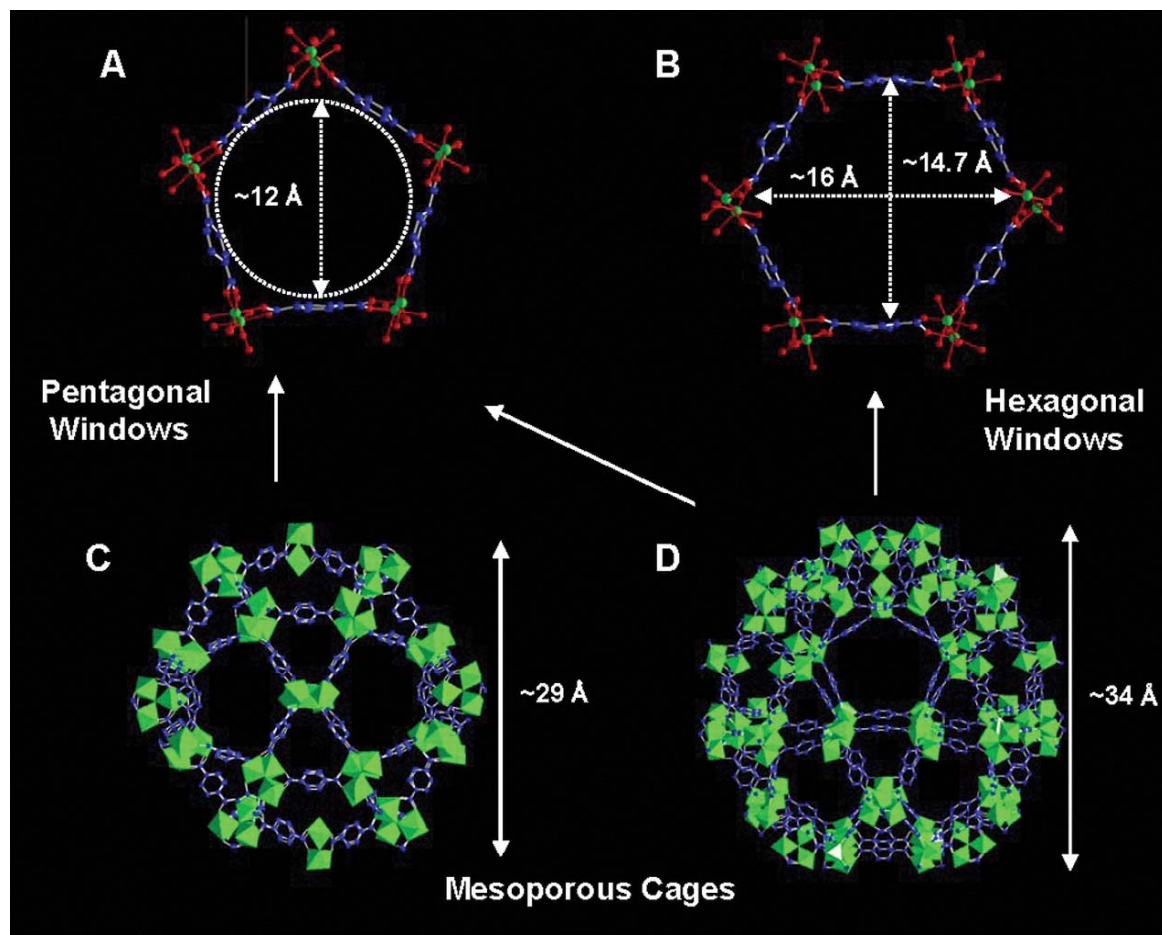 A
B
~12 Å
~16 Å
~14.7 Å
Pentagonal
Windows
Hexagonal
Windows
C
D
~29 Å
~34 Å
Mesoporous Cages